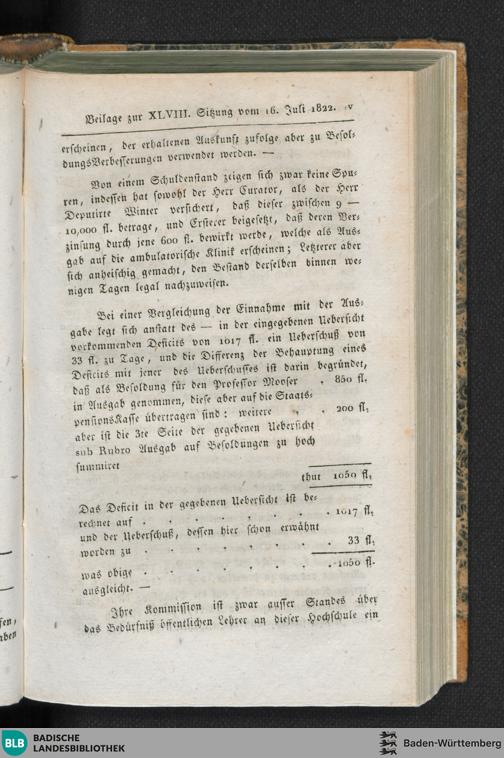 Beilage zur XLVIII. Sitzung vom 16. Juli 1822. v
erscheinen, der erhaltenen Auskunft zufolge aber zu Besol-
dungsVerbesserungen verwendet werden. —
Von einem Schuldenstand zeigen sich zwar keine Spu-
ren, indessen hat sowohl der Herr Curator, als der Herr
Deputirte Winter versichert, daß dieser zwischen 9 —
10,000 fl. betrage, und Ersterer beigesetzt, daß deren Ver-
zinsung durch jene 600 fl. bewirkt werde, welche als Aus-
gab auf die ambulatorische Klinik erscheinen; Letzterer aber
sich anheischig gemacht, den Bestand derselben binnen we-
nigen Tagen legal nachzuweisen.
Bei einer Vergleichung der Einnahme mit der Aus-
gabe legt sich anstatt des — in der eingegebenen Uebersicht
vorkommenden Deficits von 1017 fl. ein Ueberschuß von
33 fl. zu Tage, und die Differenz der Behauptung eines
Deficits mit jener des Ueberschusses ist darin begründet,
daß als Besoldung für den Professor Mooser . 850 fl.
in Ausgab genommen, diese aber auf die Staats-
pensionsKasse übertragen sind: weitere . . 200 fl.
aber ist die 3te Seite der gegebenen Uebersicht
sub Rubro Ausgab auf Besoldungen zu hoch
summiret
thut 1050 fl.
Das Deficit in der gegebenen Uebersicht ist be-
rechnet auf . . . . . . . 1017 fl.
und der Ueberschuß, dessen hier schon erwähnt
worden zu . . . . . . 33 fl.
was obige . . . . . . . 1050 fl.
ausgleicht. —
Ihre Kommission ist zwar ausser Standes über
das Bedürfniß öffentlichen Lehrer an dieser Hochschule ein
BLB BADISCHE
LANDESBIBLIOTHEK
Baden-Württemberg